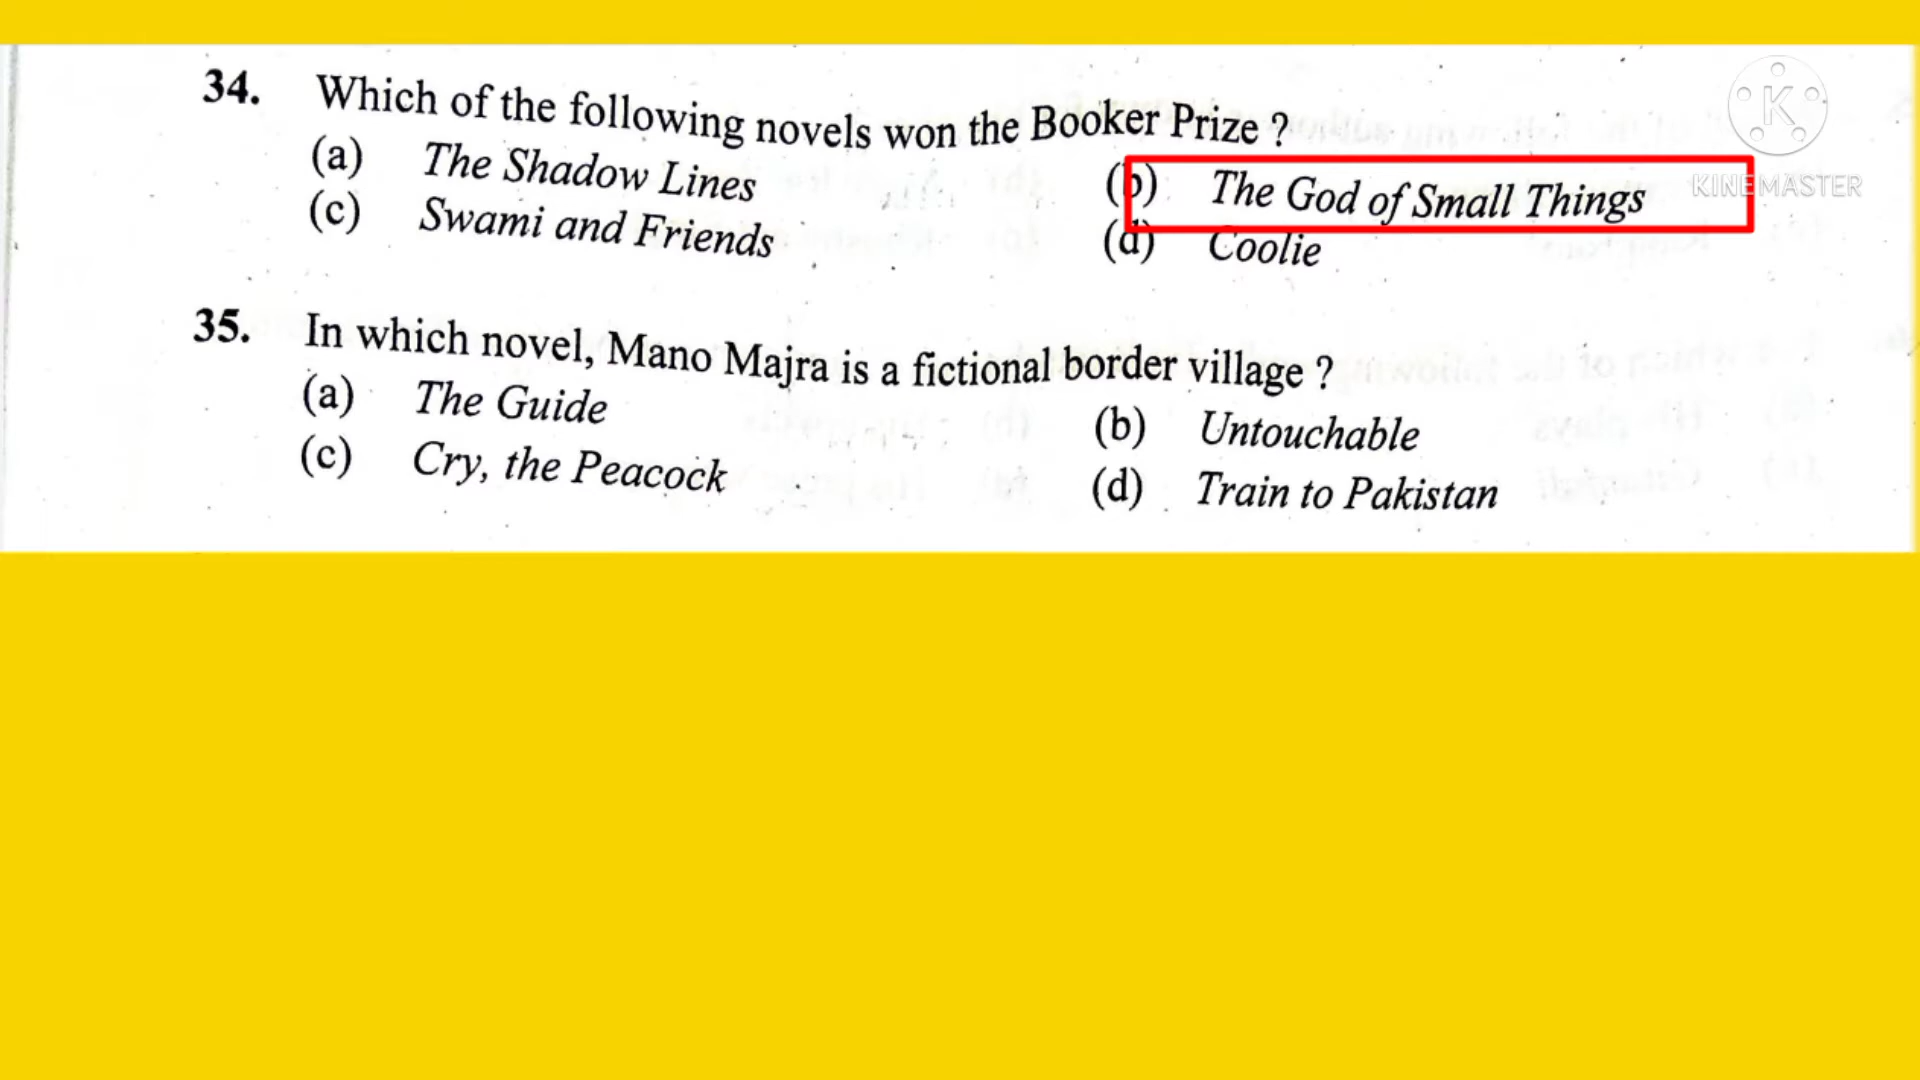 34. Which of the following novels won the Booker Prize ?
(a) The Shadow Lines (b) The God of Small Things
(c) Swami and Friends (d) Coolie
35. In which novel, Mano Majra is a fictional border village ?
(a) The Guide (b) Untouchable
(c) Cry, the Peacock (d) Train to Pakistan
K
KINEMASTER